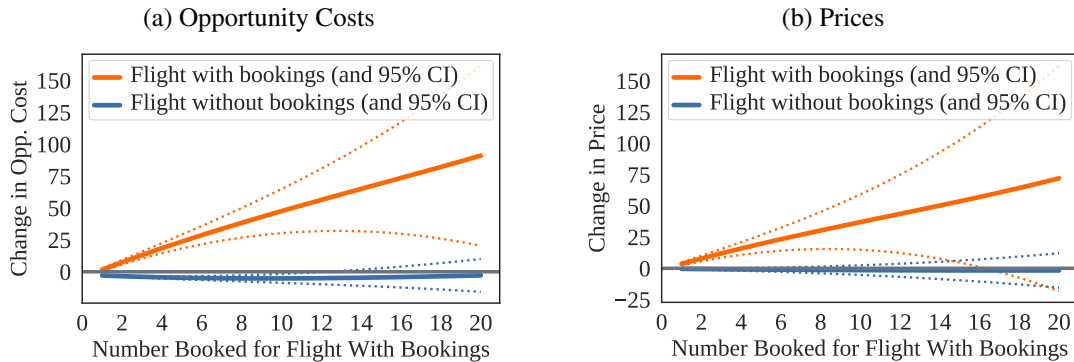 (a) Opportunity Costs
Change in Opp. Cost
150
125
100
75
50
25
0
Flight with bookings (and 95% CI)
Flight without bookings (and 95% CI)
0 2 4 6 8 10 12 14 16 18 20
Number Booked for Flight With Bookings
(b) Prices
Change in Price
150
125
100
75
50
25
0
−25
Flight with bookings (and 95% CI)
Flight without bookings (and 95% CI)
0 2 4 6 8 10 12 14 16 18 20
Number Booked for Flight With Bookings